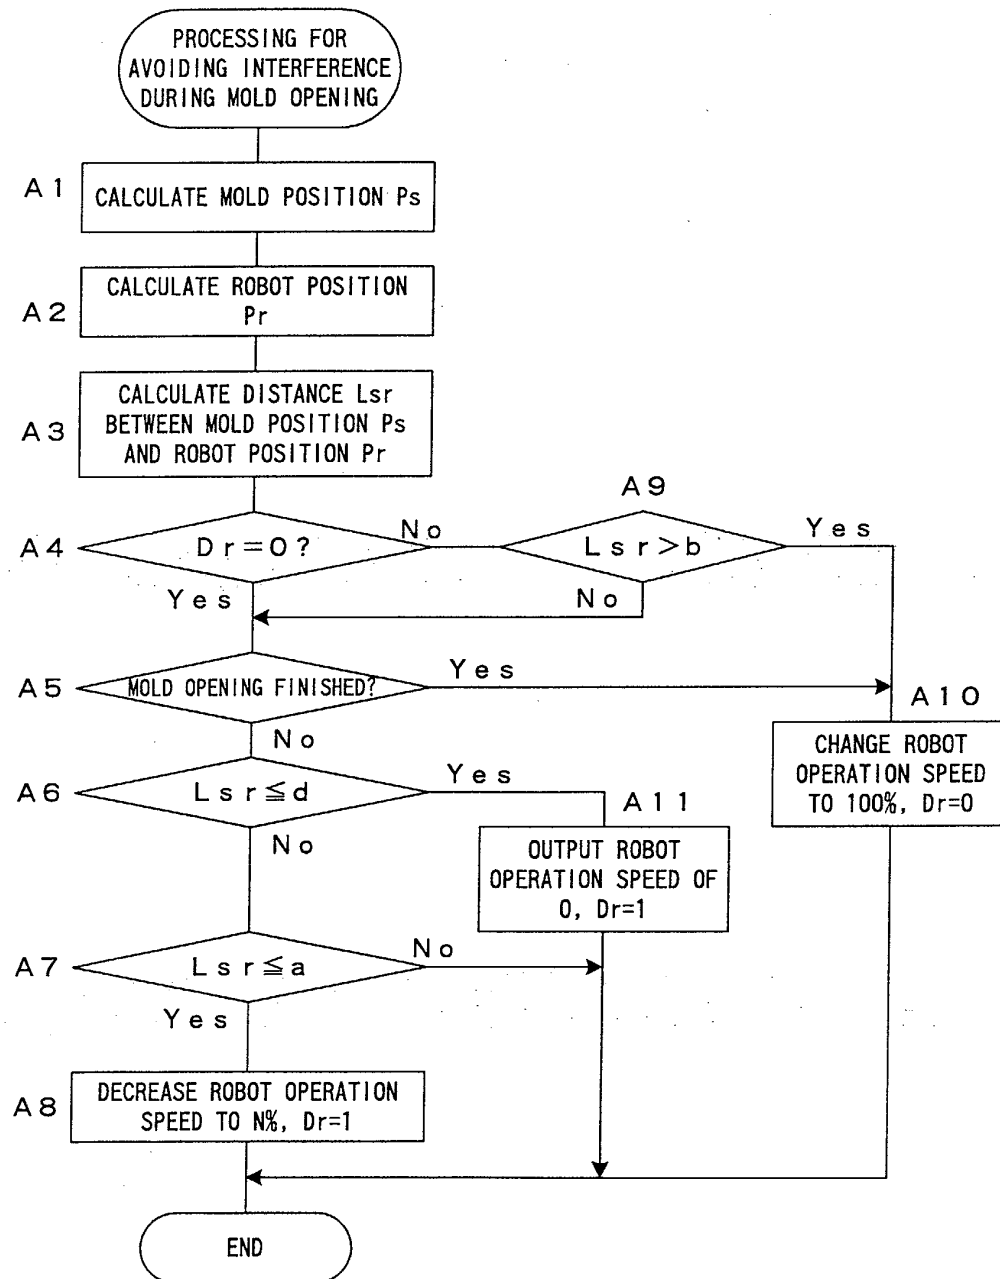 PROCESSING FOR
AVOIDING INTERFERENCE
DURING MOLD OPENING
A1
CALCULATE MOLD POSITION Ps
A2
CALCULATE ROBOT POSITION
Pr
A3
CALCULATE DISTANCE Lsr
BETWEEN MOLD POSITION Ps
AND ROBOT POSITION Pr
A4
Dr=0?
No
Yes
A9
Lsr>b
Yes
No
A5
MOLD OPENING FINISHED?
Yes
No
A10
CHANGE ROBOT
OPERATION SPEED
TO 100%, Dr=0
A6
Lsr≦d
Yes
No
A11
OUTPUT ROBOT
OPERATION SPEED OF
0, Dr=1
A7
Lsr≦a
No
Yes
A8
DECREASE ROBOT OPERATION
SPEED TO N%, Dr=1
END